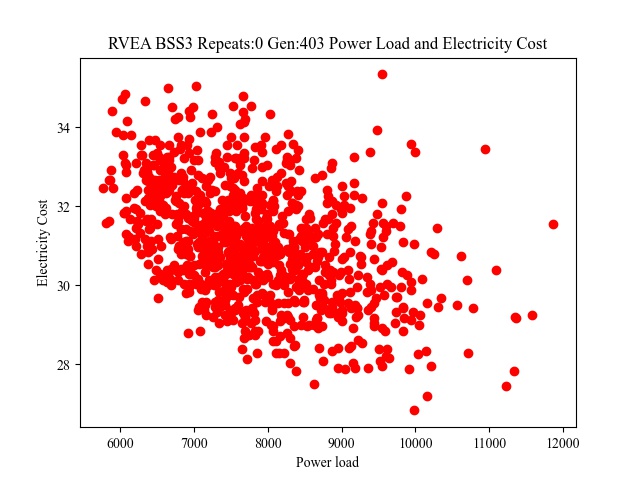 RVEA BSS3 Repeats:0 Gen:403 Power Load and Electricity Cost
34
32
30
28
Electricity Cost
6000 7000 8000 9000 10000 11000 12000
Power load